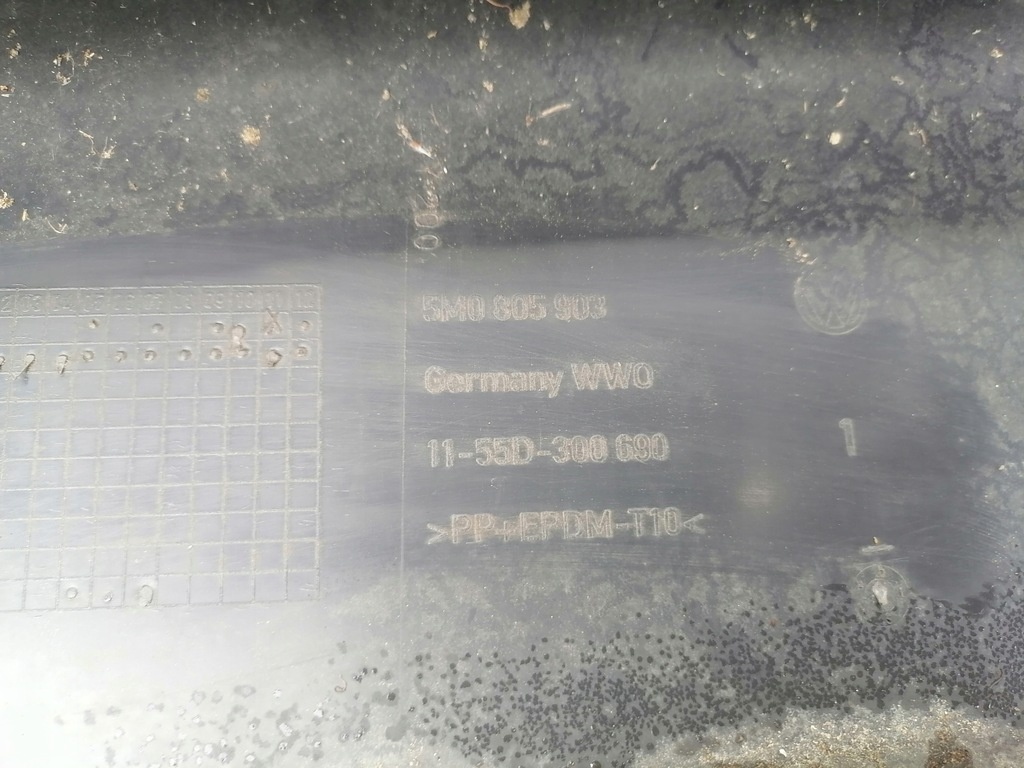 5M0 805 903
Germany WWO
11-55D-300 690
1
>PP+EPDM-T10<